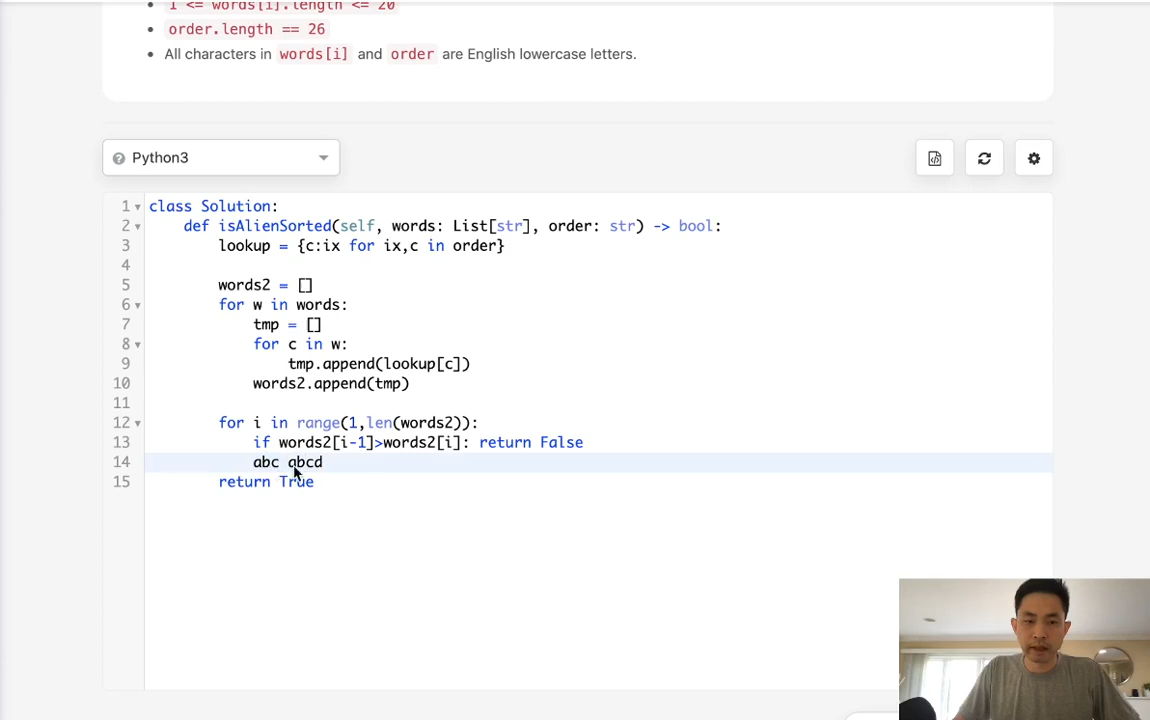 1 <= words[i].length <= 20
order.length == 26
All characters in words[i] and order are English lowercase letters.
Python3
1 class Solution:
2 def isAlienSorted(self, words: List[str], order: str) -> bool:
3 lookup = {c:ix for ix,c in order}
4
5 words2 = []
6 for w in words:
7 tmp = []
8 for c in w:
9 tmp.append(lookup[c])
10 words2.append(tmp)
11
12 for i in range(1,len(words2)):
13 if words2[i-1]>words2[i]: return False
14 abc abcd
15 return True